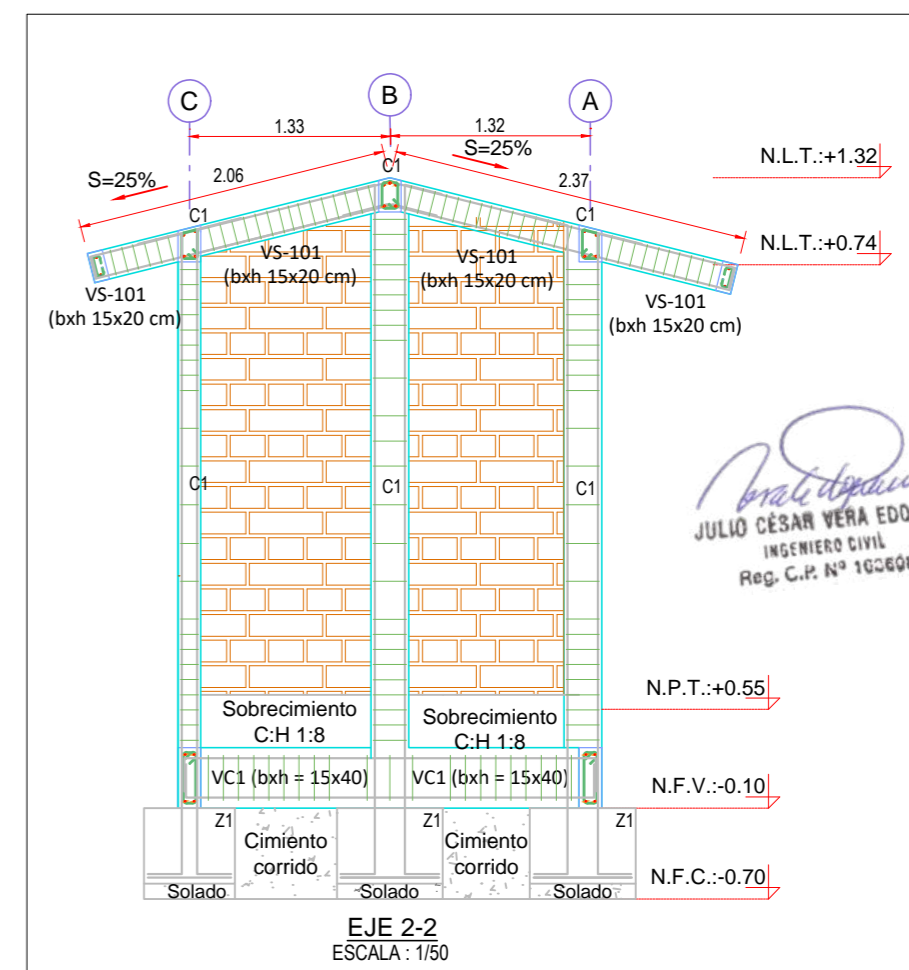 C
B
A
1.33
1.32
N.L.T.:+1.32
S=25%
S=25%
C1
2.06
2.37
C1
C1
N.L.T.:+0.74
VS-101
(bxh 15x20 cm)
VS-101
(bxh 15x20 cm)
VS-101
(bxh 15x20 cm)
VS-101
(bxh 15x20 cm)
C1
C1
C1
JULIO CÉSAR VERA
INGENIERO CIVIL
Reg. C.P. Nº
N.P.T.:+0.55
Sobrecimiento
C:H 1:8
Sobrecimiento
C:H 1:8
VC1 (bxh = 15x40)
VC1 (bxh = 15x40)
N.F.V.:-0.10
Z1
Z1
Z1
Cimiento
corrido
Cimiento
corrido
N.F.C.:-0.70
Solado
Solado
Solado
EJE 2-2
ESCALA : 1/50